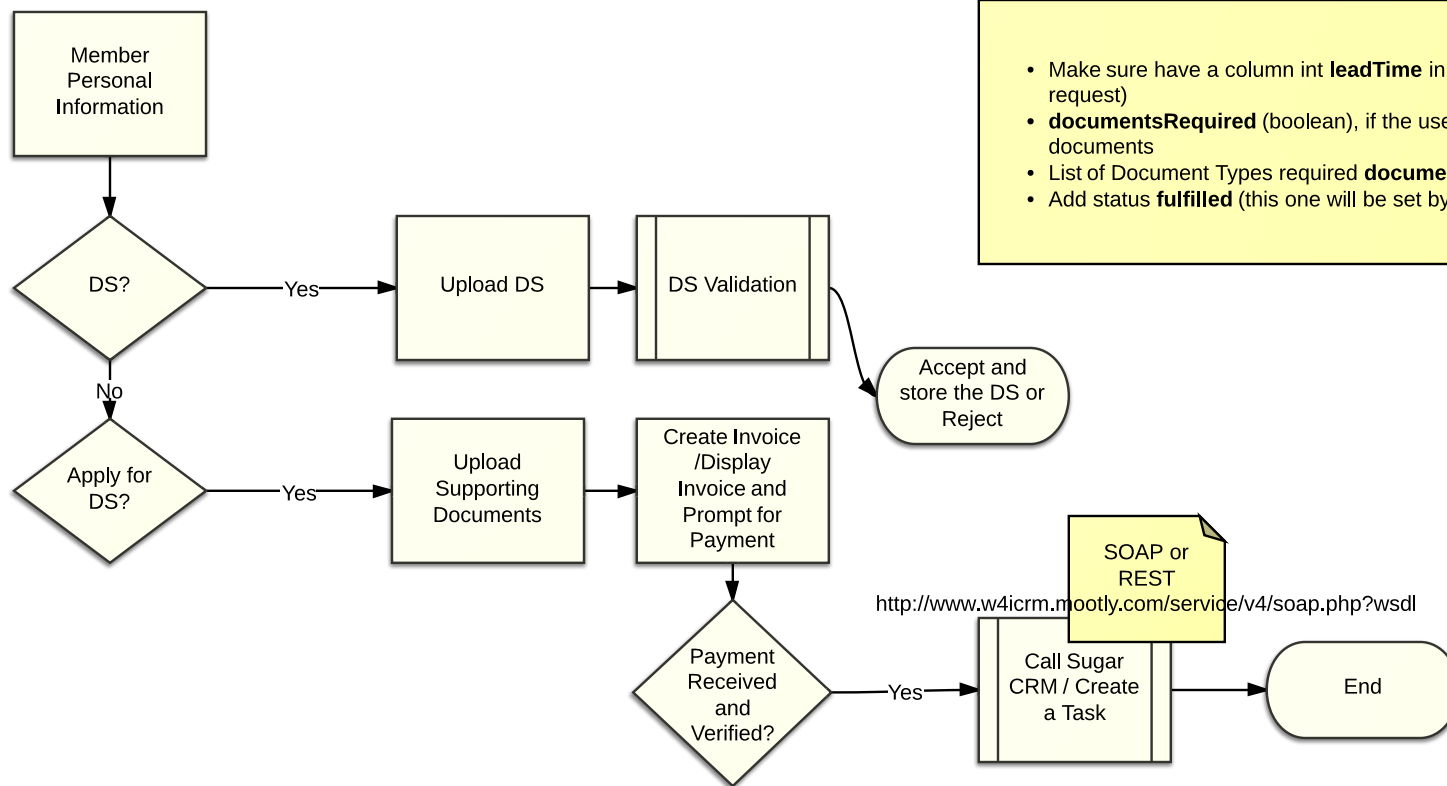 Member
Personal
Information
• Make sure have a column int leadTime in
request)
• documentsRequired (boolean), if the use
documents
• List of Document Types required docume
• Add status fulfilled (this one will be set by
DS?
Yes
Upload DS
DS Validation
Accept and
store the DS or
Reject
No
Apply for
DS?
Yes
Upload
Supporting
Documents
Create Invoice
/Display
Invoice and
Prompt for
Payment
SOAP or
REST
http://www.w4icrm.mootly.com/service/v4/soap.php?wsdl
Payment
Received
and
Verified?
Yes
Call Sugar
CRM / Create
a Task
End